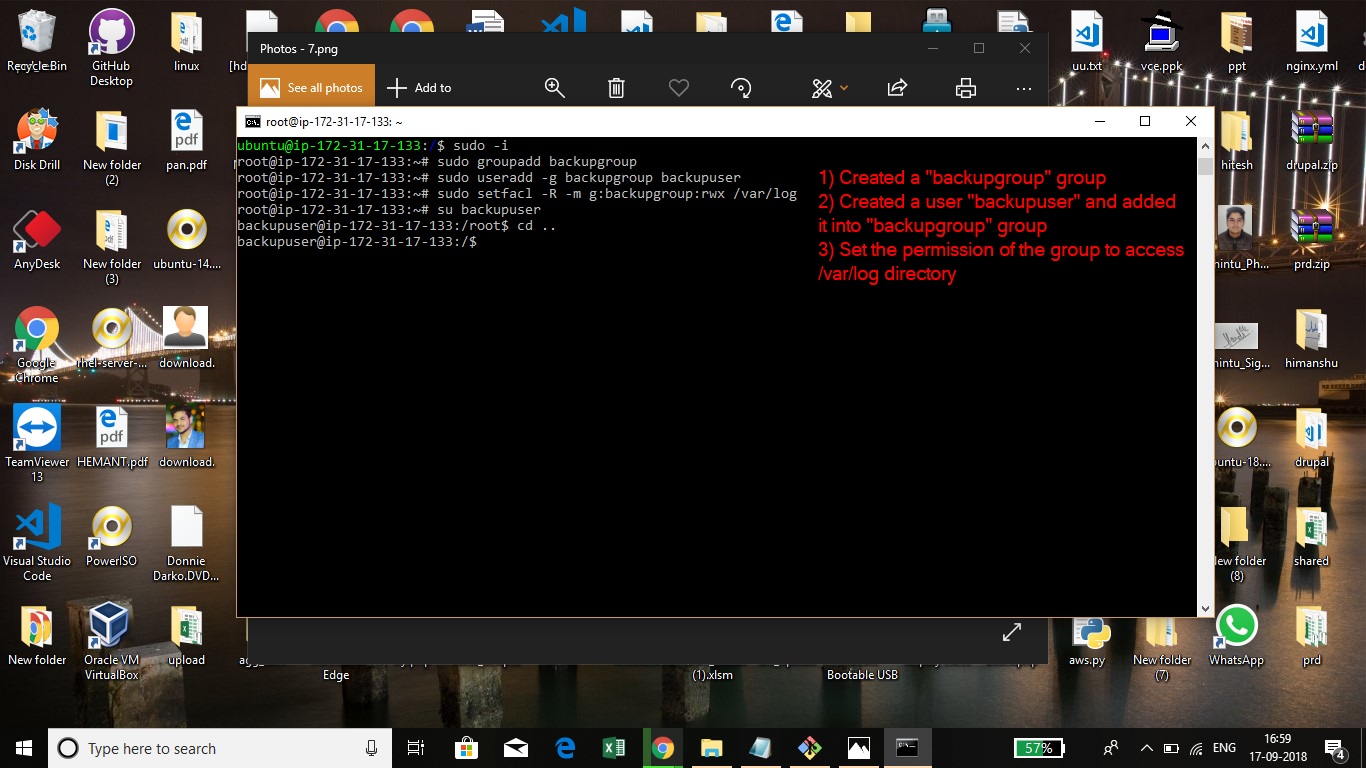 Recycle Bin
GitHub
Desktop
linux
[hd
uu.txt
vce.ppk
ppt
nginx.yml
d
Photos - 7.png
See all photos
Add to
root@ip-172-31-17-133: ~
ubuntu@ip-172-31-17-133:/$ sudo -i
root@ip-172-31-17-133:~# sudo groupadd backupgroup
root@ip-172-31-17-133:~# sudo useradd -g backupgroup backupuser
root@ip-172-31-17-133:~# sudo setfacl -R -m g:backupgroup:rwx /var/log
root@ip-172-31-17-133:~# su backupuser
backupuser@ip-172-31-17-133:/root$ cd ..
backupuser@ip-172-31-17-133:/$
1) Created a "backupgroup" group
2) Created a user "backupuser" and added
it into "backupgroup" group
3) Set the permission of the group to access
/var/log directory
Disk Drill
New folder
(2)
pan.pdf
hitesh
drupal.zip
AnyDesk
New folder
(3)
ubuntu-14....
hintu_Ph...
prd.zip
Google
Chrome
rhel-server-...
download.
hintu_Sig...
himanshu
TeamViewer
13
HEMANT.pdf
download.
buntu-18....
drupal
Visual Studio
Code
PowerISO
Donnie
Darko.DVD...
New folder
(8)
shared
New folder
Oracle VM
VirtualBox
upload
Edge
(1).xlsm
Bootable USB
aws.py
New folder
(7)
WhatsApp
prd
Type here to search
57%
ENG
16:59
17-09-2018
4